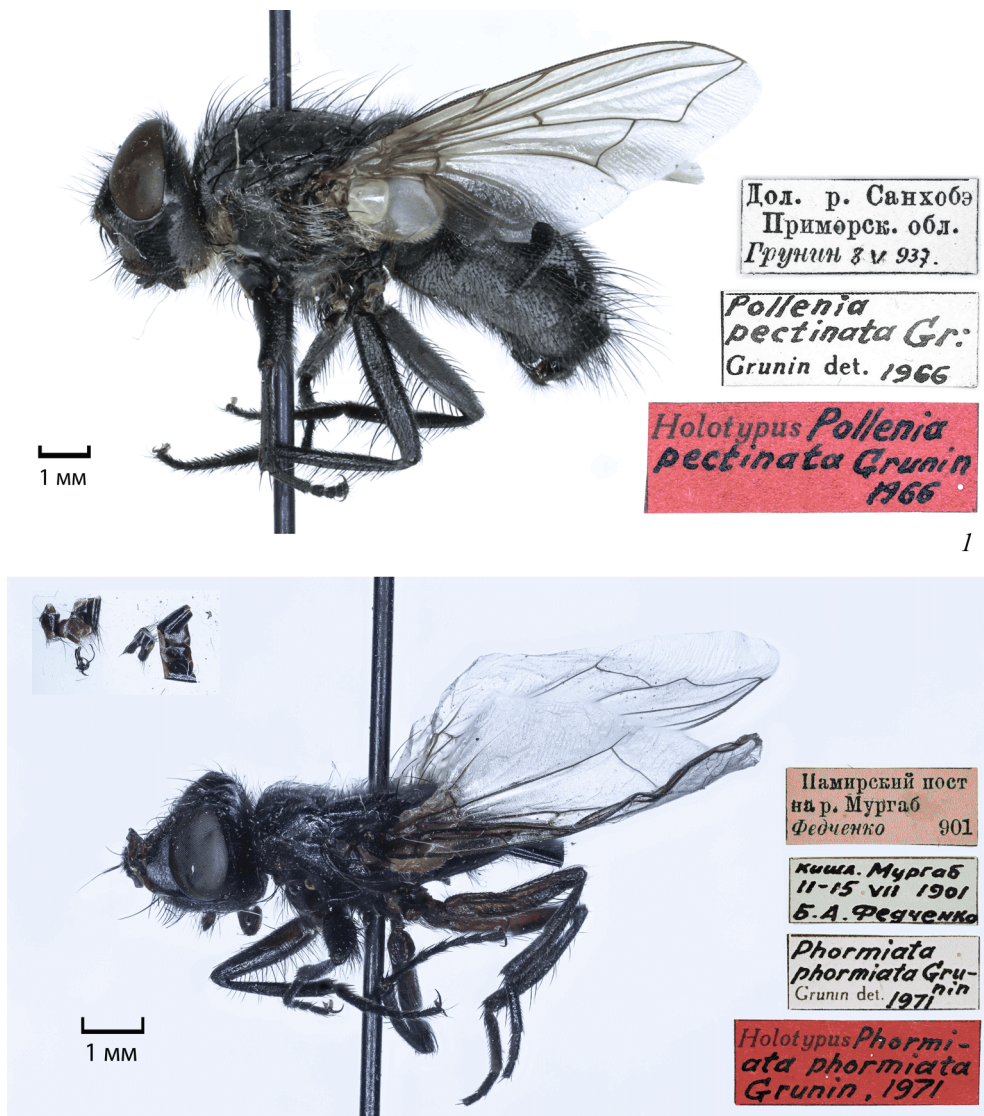 Дол. р. Санхобэ
Приморск. обл.
Грунин 8 V 937.
Pollenia
pectinata Gr:
Grunin det. 1966
Holotypus Pollenia
pectinata Grunin
1966
1 мм
1
Памирский пост
на р. Мургаб
Федченко 901
кишл. Мургаб
11-15 VII 1901
Б. А. Федченко
Phormiata
phormiata Gru-
nin
Grunin det. 1971
Holotypus Phormi-
ata phormiata
Grunin, 1971
1 мм